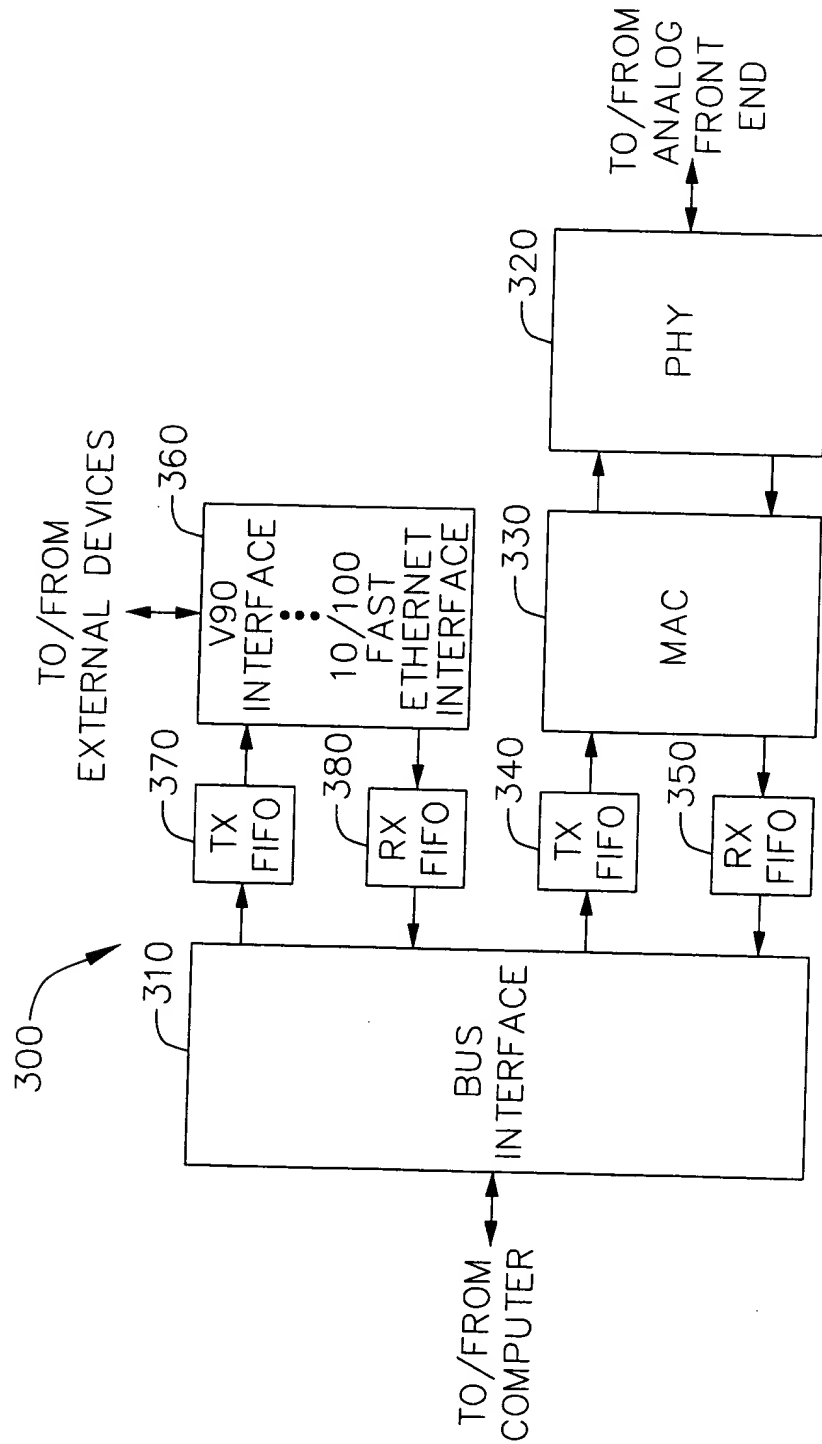 300
310
BUS
INTERFACE
TO/FROM
COMPUTER
370
TX
FIFO
380
RX
FIFO
340
TX
FIFO
350
RX
FIFO
TO/FROM
EXTERNAL DEVICES
360
V90
INTERFACE
10/100
FAST
ETHERNET
INTERFACE
330
MAC
320
PHY
TO/FROM
ANALOG
FRONT
END